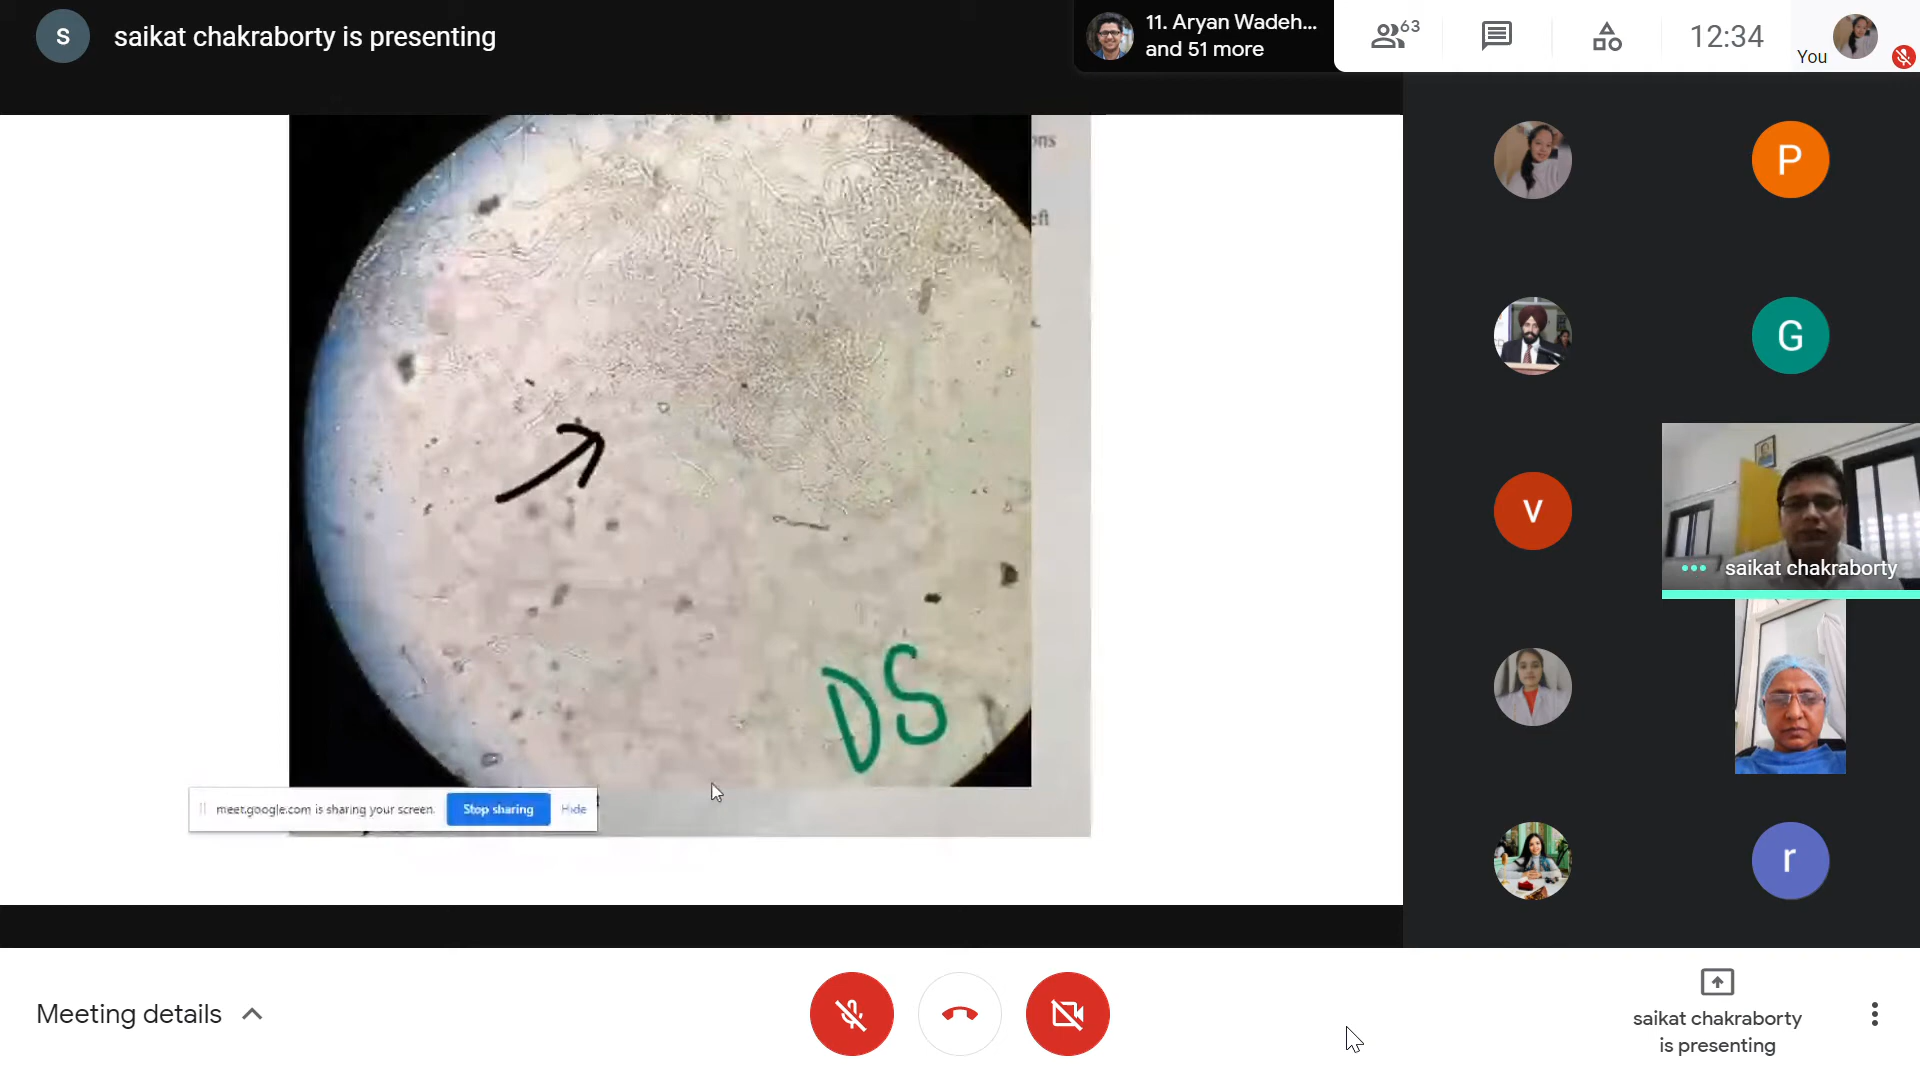 S
saikat chakraborty is presenting
11. Aryan Wadeh...
and 51 more
63
12:34
You
P
G
V
saikat chakraborty
r
DS
meet.google.com is sharing your screen.
Stop sharing
Hide
Meeting details
saikat chakraborty
is presenting